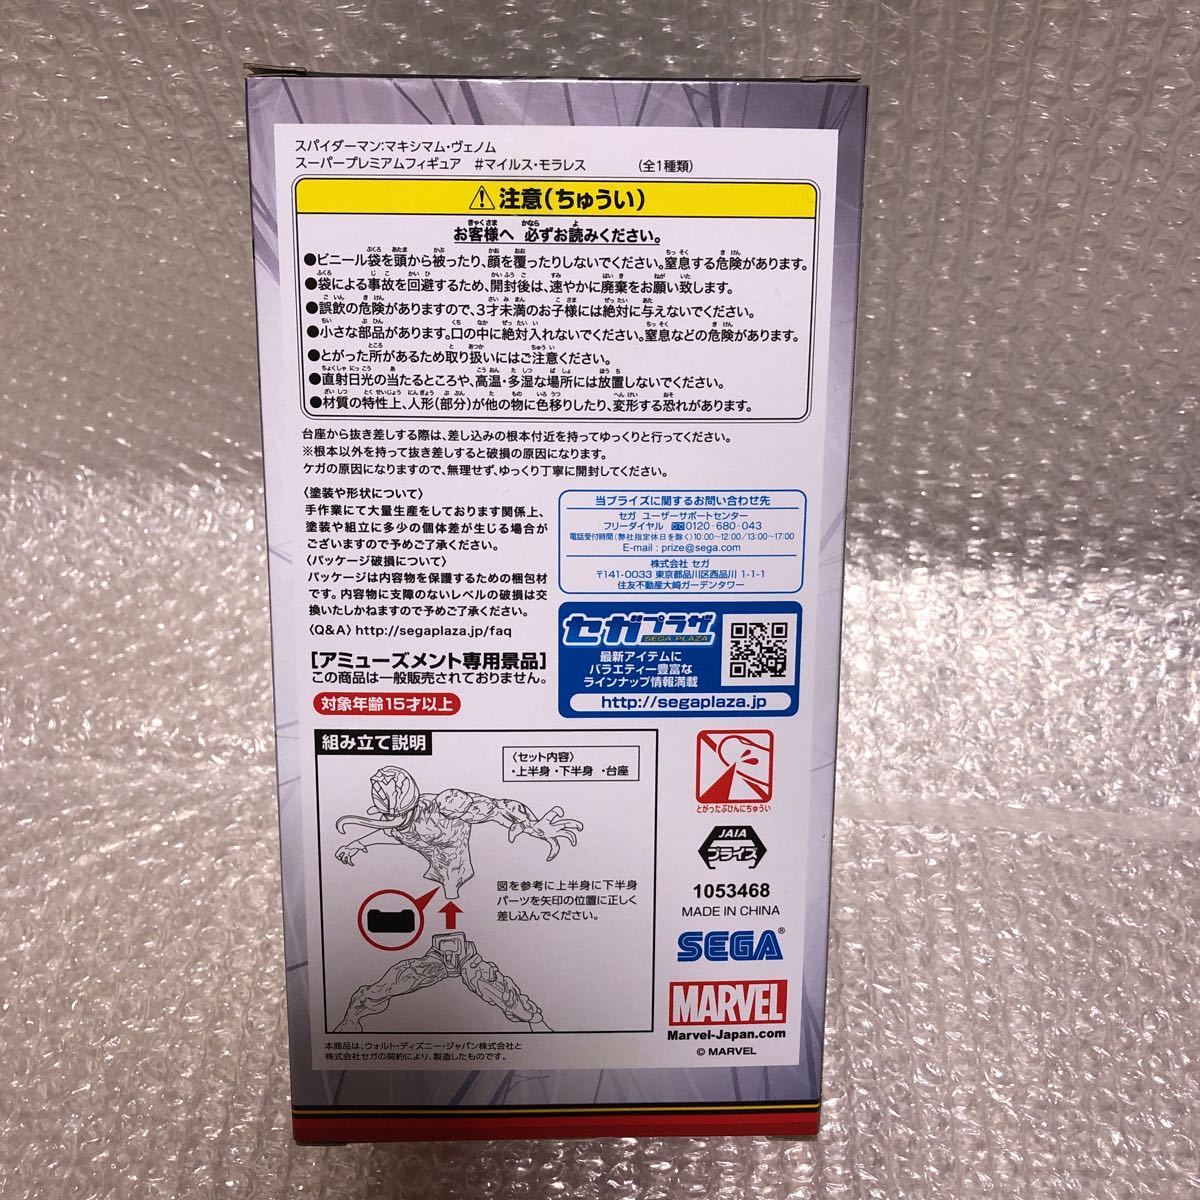 スパイダーマン:マキシマム・ヴェノム
スーパープレミアムフィギュア #マイルス・モラレス (全1種類)
⚠注意(ちゅうい)
お客様へ 必ずお読みください。
●ビニール袋を頭から被ったり、顔を覆ったりしないでください。窒息する危険があります。
●袋による事故を回避するため、開封後は、速やかに廃棄をお願い致します。
●誤飲の危険がありますので、3才未満のお子様には絶対に与えないでください。
●小さな部品があります。口の中に絶対入れないでください。窒息などの危険があります。
●とがった所があるため取り扱いにはご注意ください。
●直射日光の当たるところや、高温・多湿な場所には放置しないでください。
●材質の特性上、人形(部分)が他の物に色移りしたり、変形する恐れがあります。
台座から抜き差しする際は、差し込みの根本付近を持ってゆっくりと行ってください。
※根本以外を持って抜き差しすると破損の原因になります。
ケガの原因になりますので、無理せず、ゆっくり丁寧に開封してください。
〈塗装や形状について〉
手作業にて大量生産をしております関係上、
塗装や組立に多少の個体差が生じる場合が
ございますので予めご了承ください。
〈パッケージ破損について〉
パッケージは内容物を保護するための梱包材
です。内容物に支障のないレベルの破損は交
換いたしかねますので予めご了承ください。
〈Q&A〉http://segaplaza.jp/faq
[アミューズメント専用景品]
この商品は一般販売されておりません。
対象年齢15才以上
当プライズに関するお問い合わせ先
セガ ユーザーサポートセンター
フリーダイヤル 0120-680-043
電話受付時間(弊社指定休日を除く)10:00~12:00/13:00~17:00
E-mail : prize@sega.com
株式会社 セガ
〒141-0033 東京都品川区西品川 1-1-1
住友不動産大崎ガーデンタワー
セガプラザ
SEGA PLAZA
最新アイテムに
バラエティー豊富な
ラインナップ情報満載
http://segaplaza.jp
組み立て説明
〈セット内容〉
・上半身 ・下半身 ・台座
図を参考に上半身に下半身
パーツを矢印の位置に正しく
差し込んでください。
本商品は、ウォルト・ディズニー・ジャパン株式会社と
株式会社セガの契約により、製造したものです。
とがったぶひんにちゅうい
JAIA
プライズ
1053468
MADE IN CHINA
SEGA®
MARVEL
Marvel-Japan.com
© MARVEL